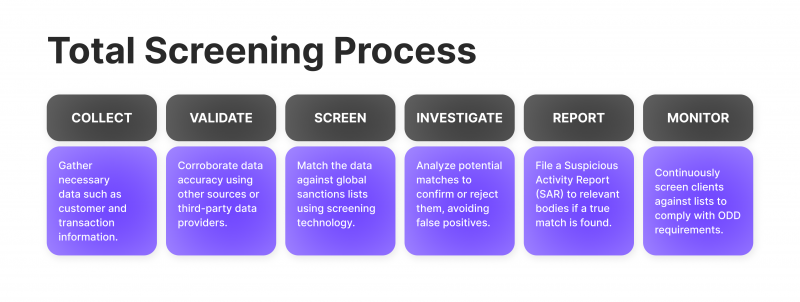 Total Screening Process
COLLECT
Gather
necessary
data such as
customer and
transaction
information.
VALIDATE
Corroborate data
accuracy using
other sources or
third-party data
providers.
SCREEN
Match the data
against global
sanctions lists
using screening
technology.
INVESTIGATE
Analyze potential
matches to
confirm or reject
them, avoiding
false positives.
REPORT
File a Suspicious
Activity Report
(SAR) to relevant
bodies if a true
match is found.
MONITOR
Continuously
screen clients
against lists to
comply with ODD
requirements.